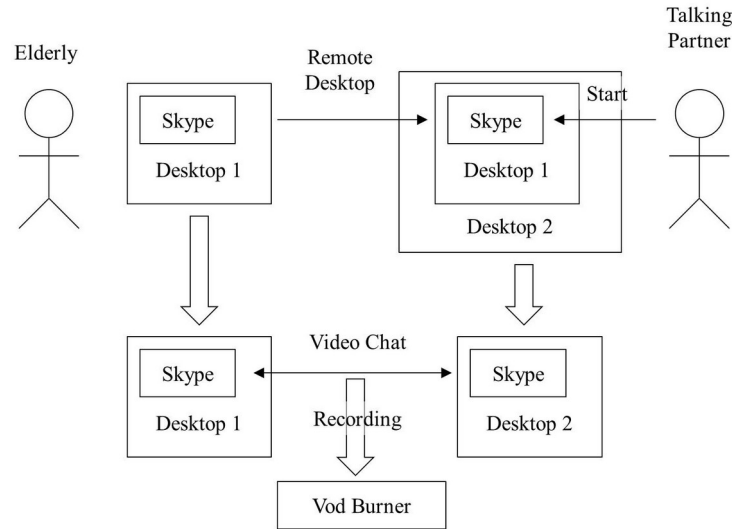 Talking
Partner
Elderly
Remote
Desktop
Start
Skype
Skype
Desktop 1
Desktop 1
Desktop 2
Video Chat
Skype
Skype
Desktop 1
Recording
Desktop 2
Vod Burner